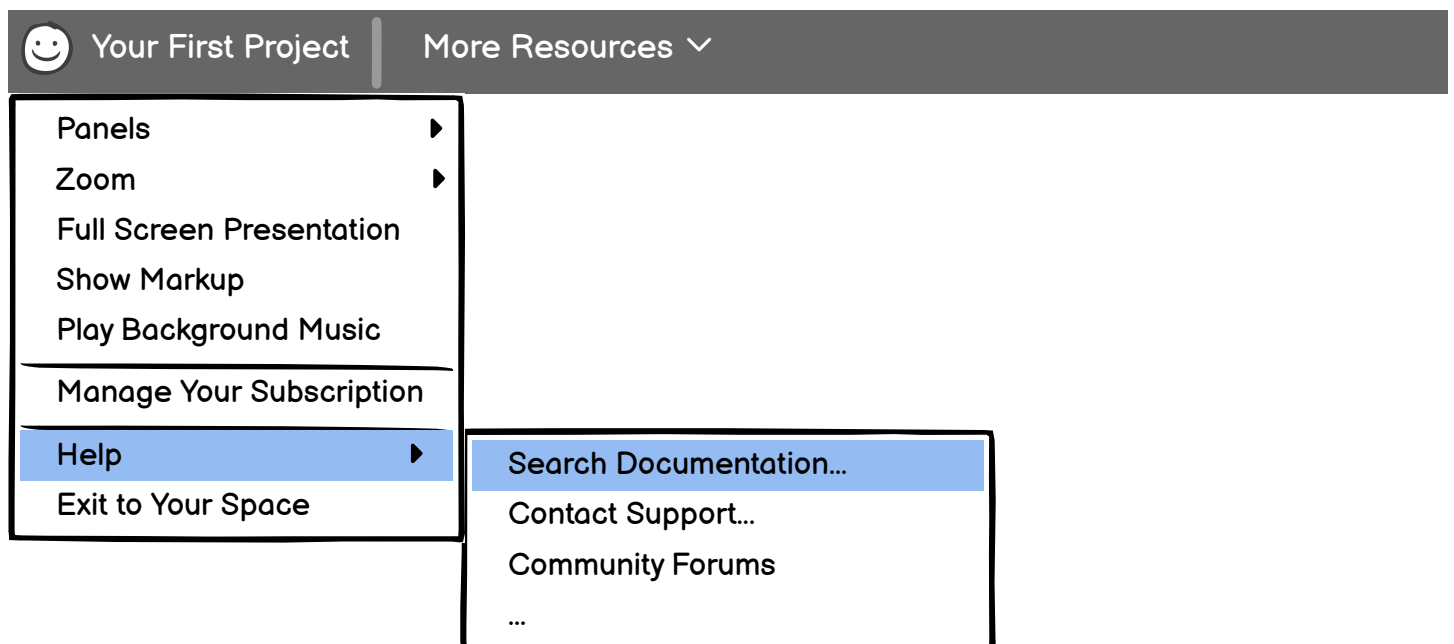 Your First Project
More Resources
Panels
Zoom
Full Screen Presentation
Show Markup
Play Background Music
Manage Your Subscription
Help
Exit to Your Space
Search Documentation...
Contact Support...
Community Forums
...